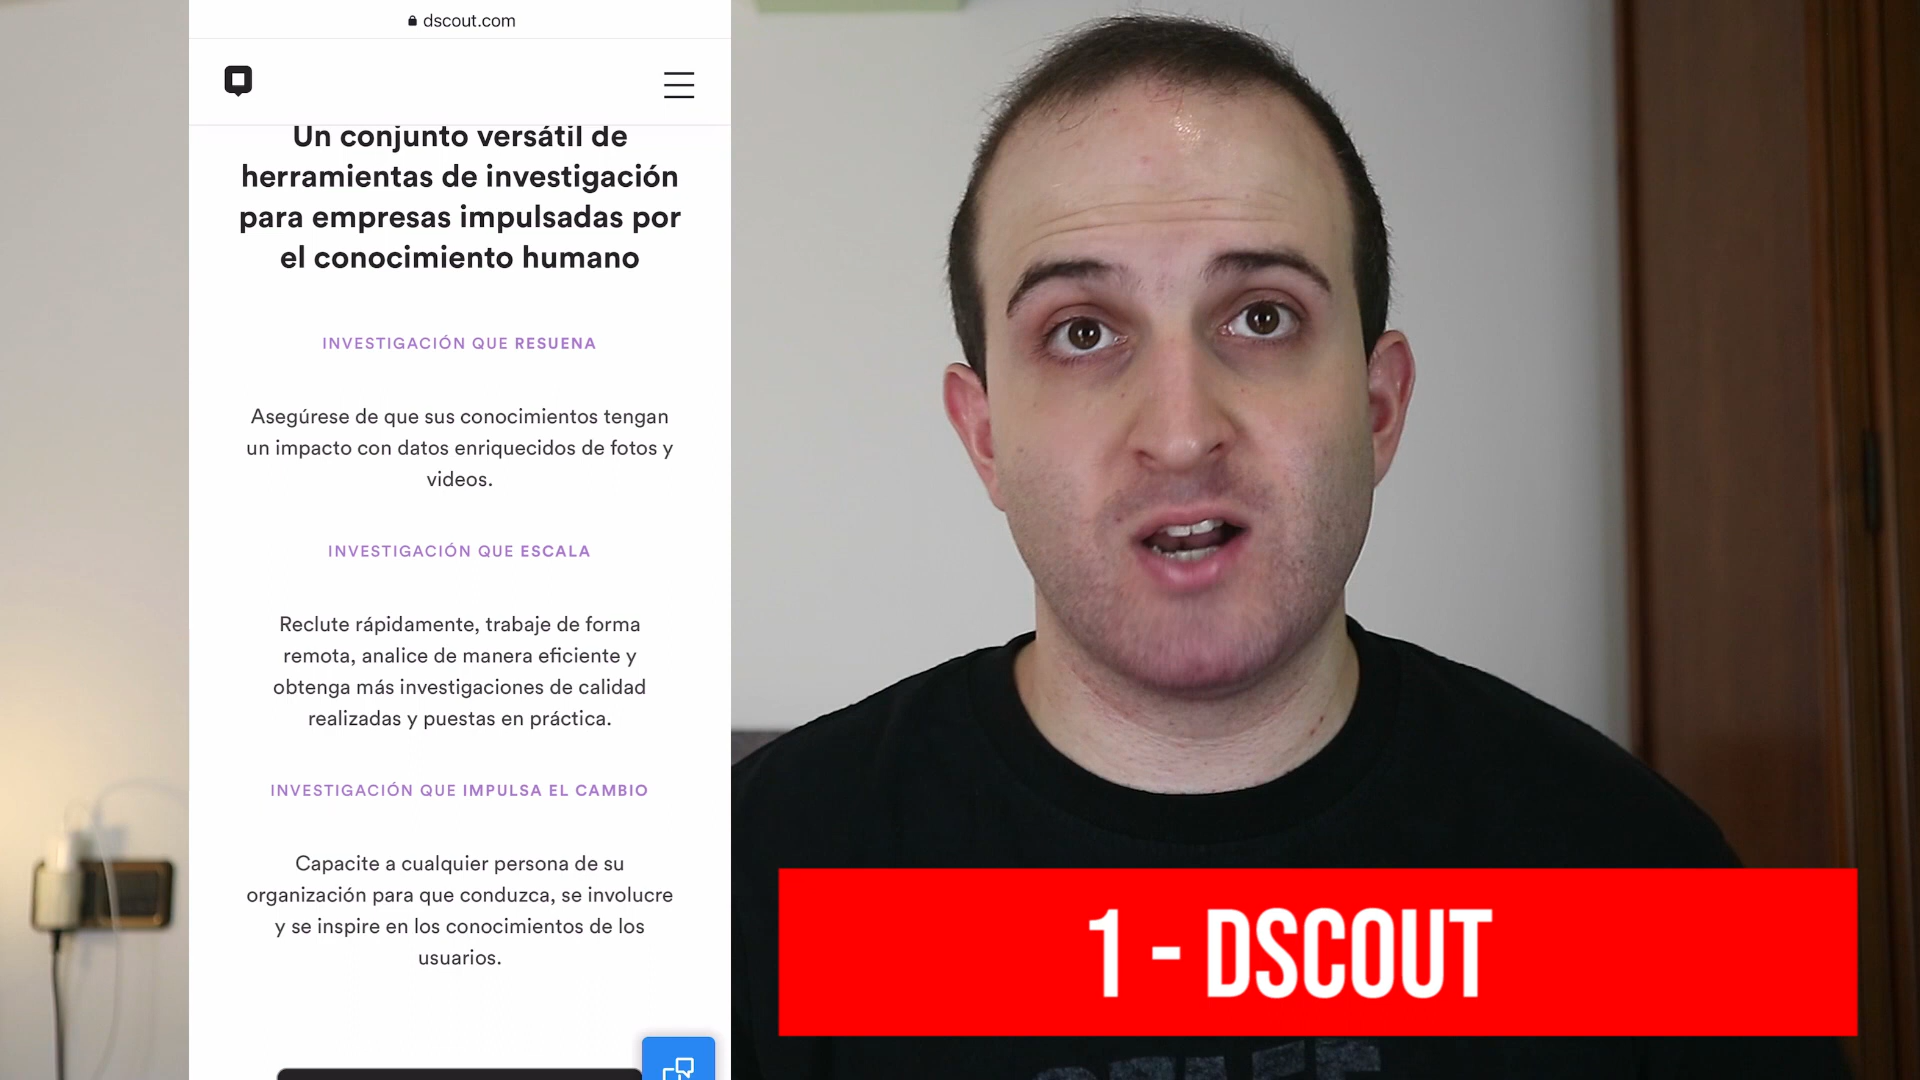 dscout.com
Un conjunto versátil de
herramientas de investigación
para empresas impulsadas por
el conocimiento humano
INVESTIGACIÓN QUE RESUENA
Asegúrese de que sus conocimientos tengan
un impacto con datos enriquecidos de fotos y
videos.
INVESTIGACIÓN QUE ESCALA
Reclute rápidamente, trabaje de forma
remota, analice de manera eficiente y
obtenga más investigaciones de calidad
realizadas y puestas en práctica.
INVESTIGACIÓN QUE IMPULSA EL CAMBIO
Capacite a cualquier persona de su
organización para que conduzca, se involucre
y se inspire en los conocimientos de los
usuarios.
1 - DSCOUT